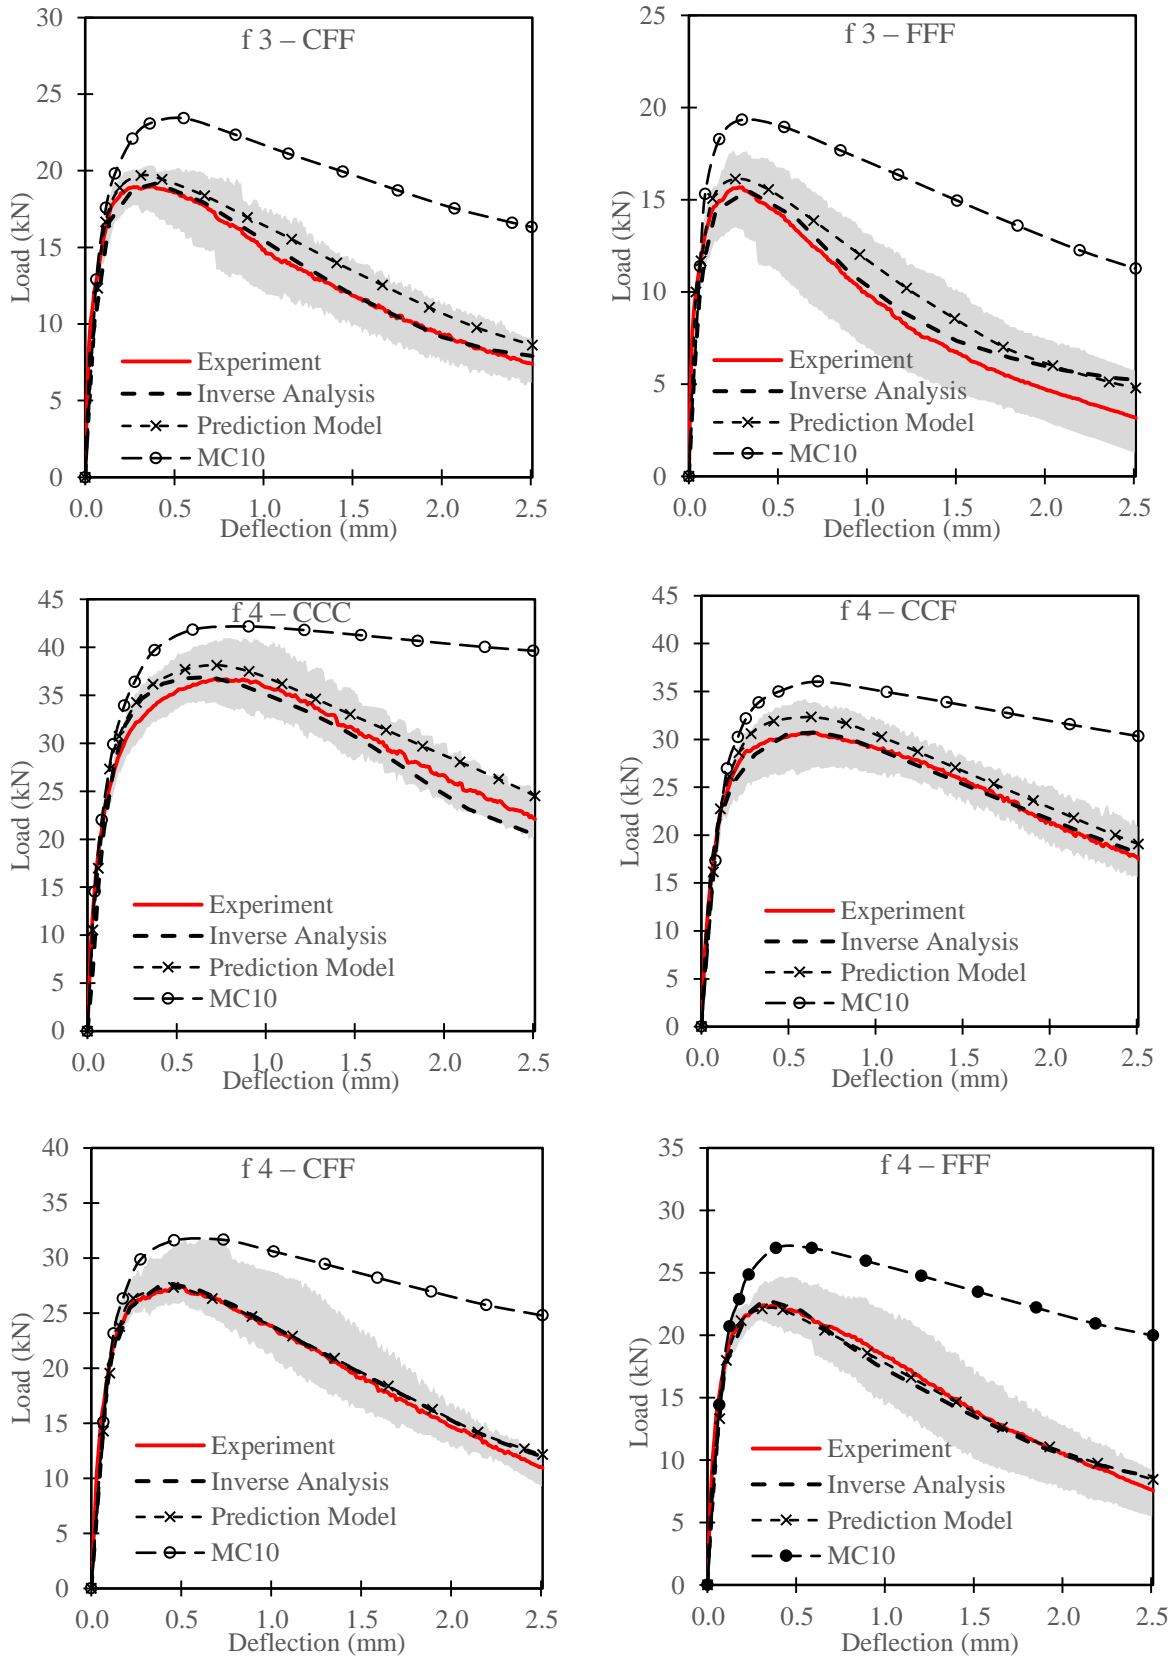 f 3 – CFF
30
25
20
15
10
5
0
Load (kN)
Experiment
Inverse Analysis
Prediction Model
MC10
0.0 0.5 1.0 1.5 2.0 2.5
Deflection (mm)
f 3 – FFF
25
20
15
10
5
0
Load (kN)
Experiment
Inverse Analysis
Prediction Model
MC10
0.0 0.5 1.0 1.5 2.0 2.5
Deflection (mm)
f 4 – CCC
45
40
35
30
25
20
15
10
5
0
Load (kN)
Experiment
Inverse Analysis
Prediction Model
MC10
0.0 0.5 1.0 1.5 2.0 2.5
Deflection (mm)
f 4 – CCF
45
40
35
30
25
20
15
10
5
0
Load (kN)
Experiment
Inverse Analysis
Prediction Model
MC10
0.0 0.5 1.0 1.5 2.0 2.5
Deflection (mm)
f 4 – CFF
40
35
30
25
20
15
10
5
0
Load (kN)
Experiment
Inverse Analysis
Prediction Model
MC10
0.0 0.5 1.0 1.5 2.0 2.5
Deflection (mm)
f 4 – FFF
35
30
25
20
15
10
5
0
Load (kN)
Experiment
Inverse Analysis
Prediction Model
MC10
0.0 0.5 1.0 1.5 2.0 2.5
Deflection (mm)